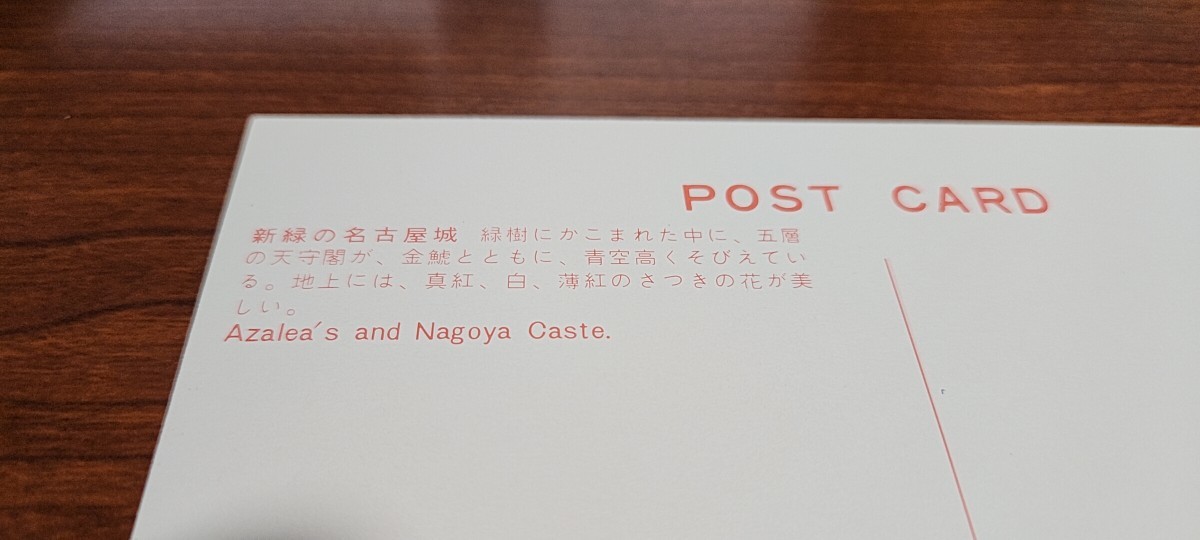 POST CARD
新緑の名古屋城 緑樹にかこまれた中に、五層
の天守閣が、金鯱とともに、青空高くそびえてい
る。地上には、真紅、白、薄紅のさつきの花が美
しい。
Azalea's and Nagoya Caste.